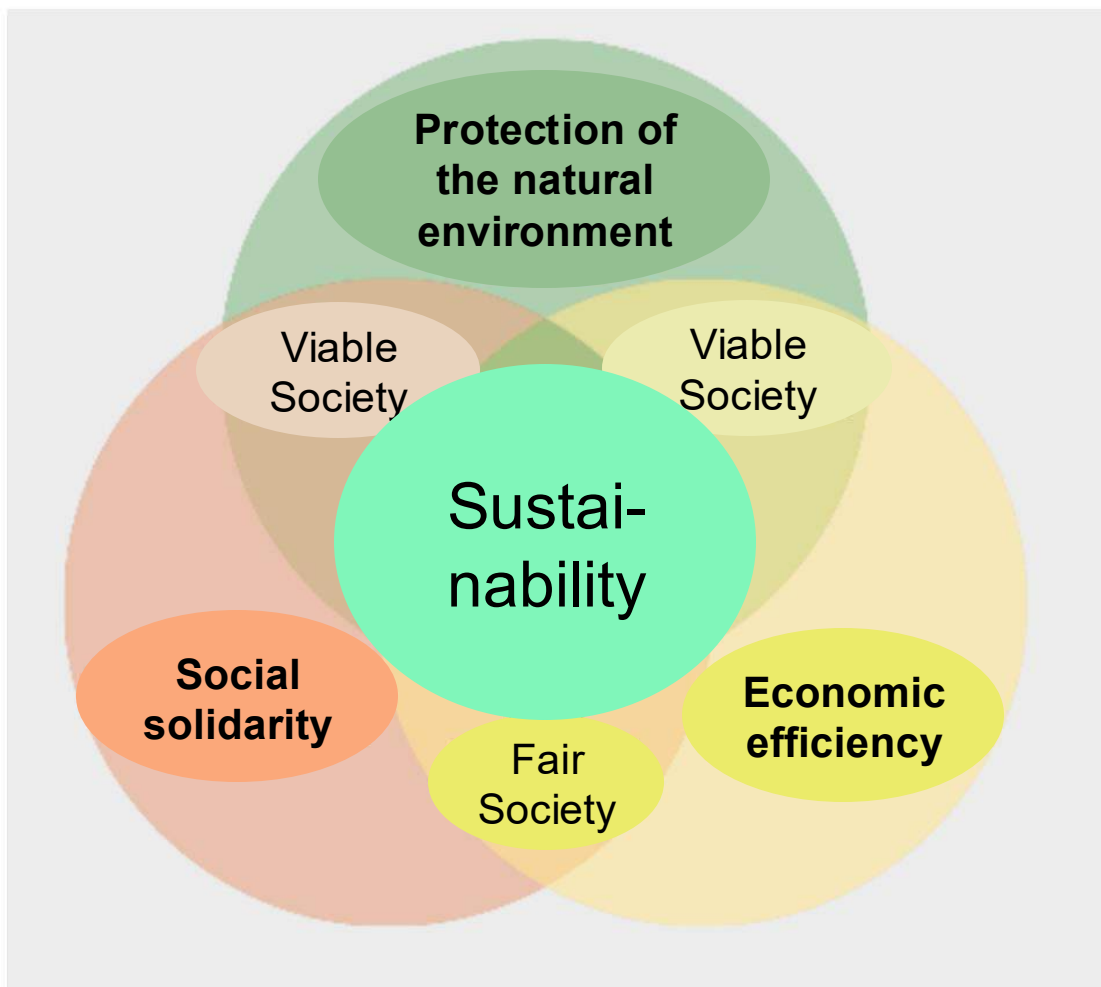 Protection of
the natural
environment
Viable
Society
Viable
Society
Sustai-
nability
Social
solidarity
Economic
efficiency
Fair
Society